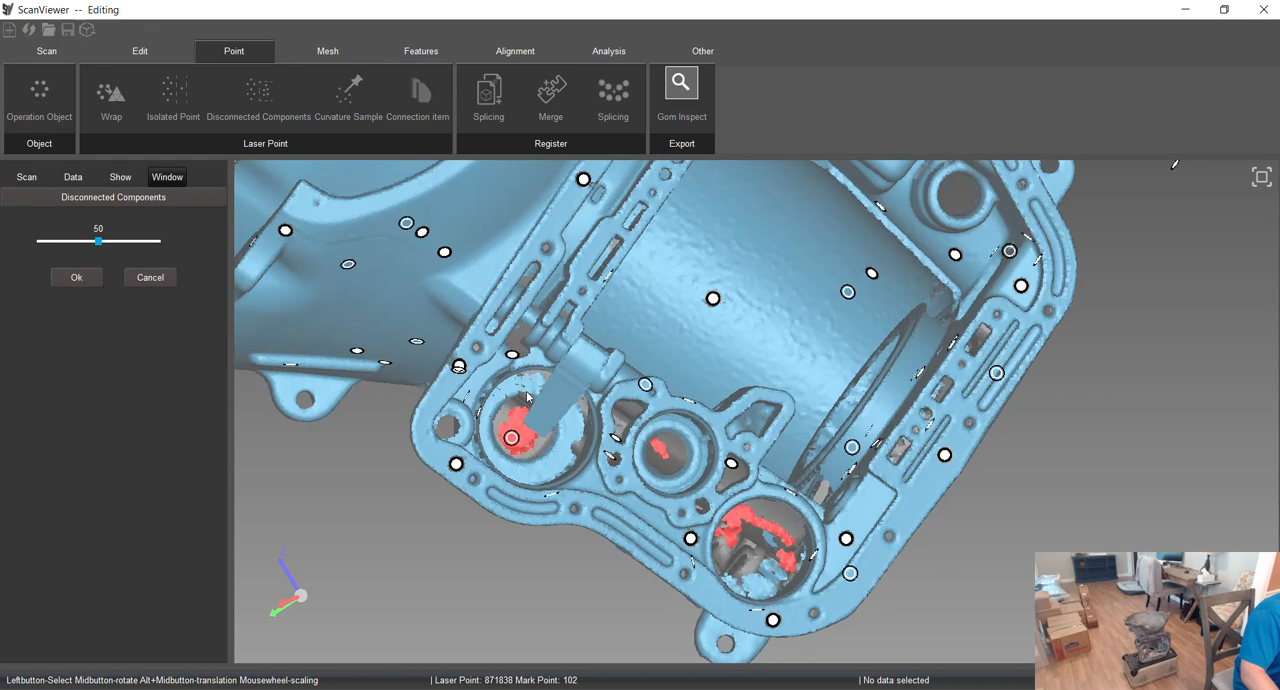 ScanViewer -- Editing
Scan Edit Point Mesh Features Alignment Analysis Other
Operation Object Wrap Isolated Point Disconnected Components Curvature Sample Connection item Splicing Merge Splicing Gom Inspect
Object Laser Point Register Export
Scan Data Show Window
Disconnected Components
50
Ok Cancel
Z
Leftbutton-Select Midbutton-rotate Alt+Midbutton-translation Mousewheel-scaling | Laser Point: 871838 Mark Point: 102 | No data selected